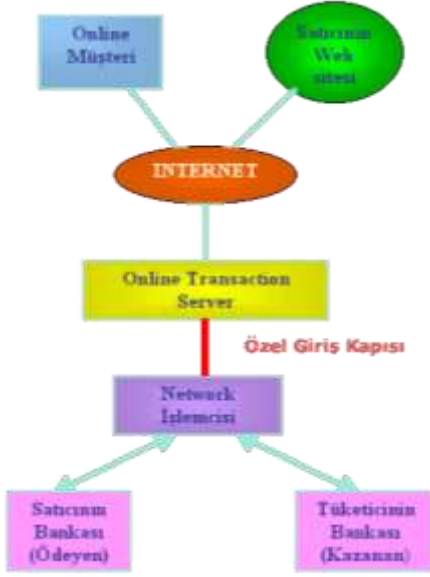 Online
Müşteri
Satıcının
Web
sitesi
INTERNET
Online Transaction
Server
Özel Giriş Kapısı
Network
İşlemcisi
Satıcının
Bankası
(Ödeyen)
Tüketicinin
Bankası
(Kazanan)